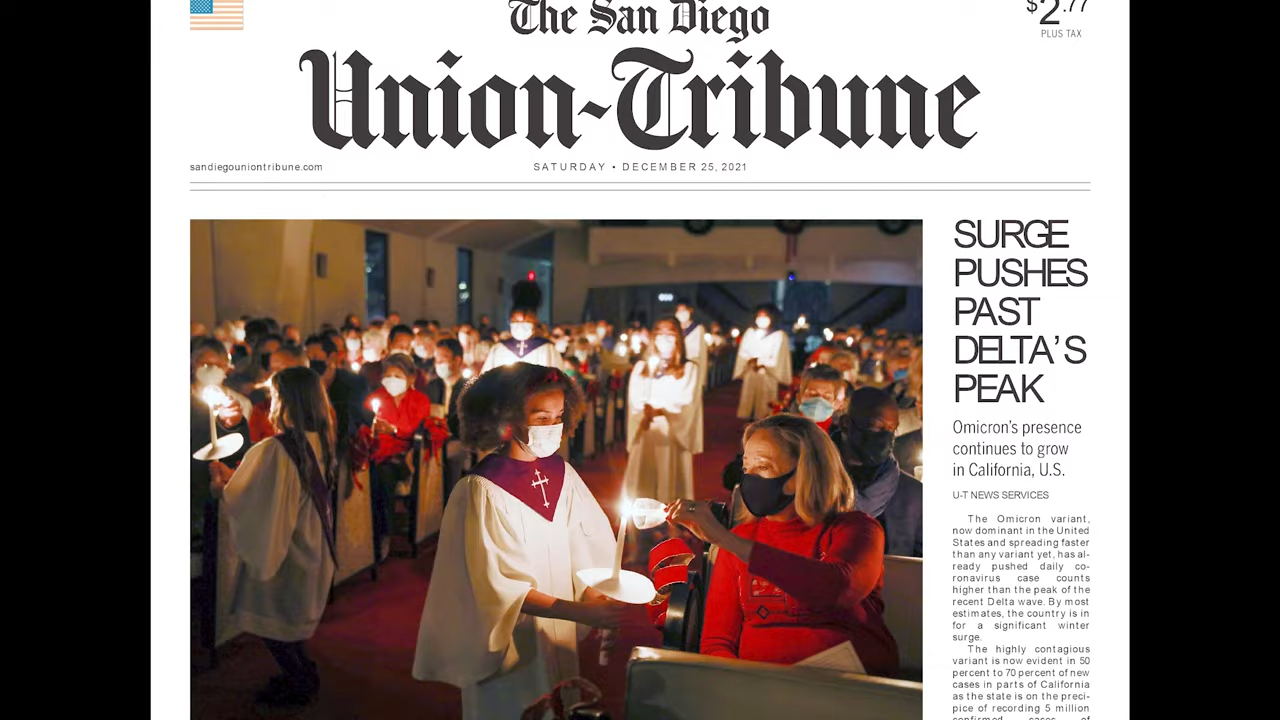 The San Diego
$2.77
PLUS TAX
Union-Tribune
sandiegouniontribune.com
SATURDAY • DECEMBER 25, 2021
SURGE
PUSHES
PAST
DELTA'S
PEAK
Omicron's presence
continues to grow
in California, U.S.
U-T NEWS SERVICES
The Omicron variant,
now dominant in the United
States and spreading faster
than any variant yet, has al-
ready pushed daily co-
ronavirus case counts
higher than the peak of the
recent Delta wave. By most
estimates, the country is in
for a significant winter
surge.
The highly contagious
variant is now evident in 50
percent to 70 percent of new
cases in parts of California
as the state is on the preci-
pice of recording 5 million
confirmed cases of